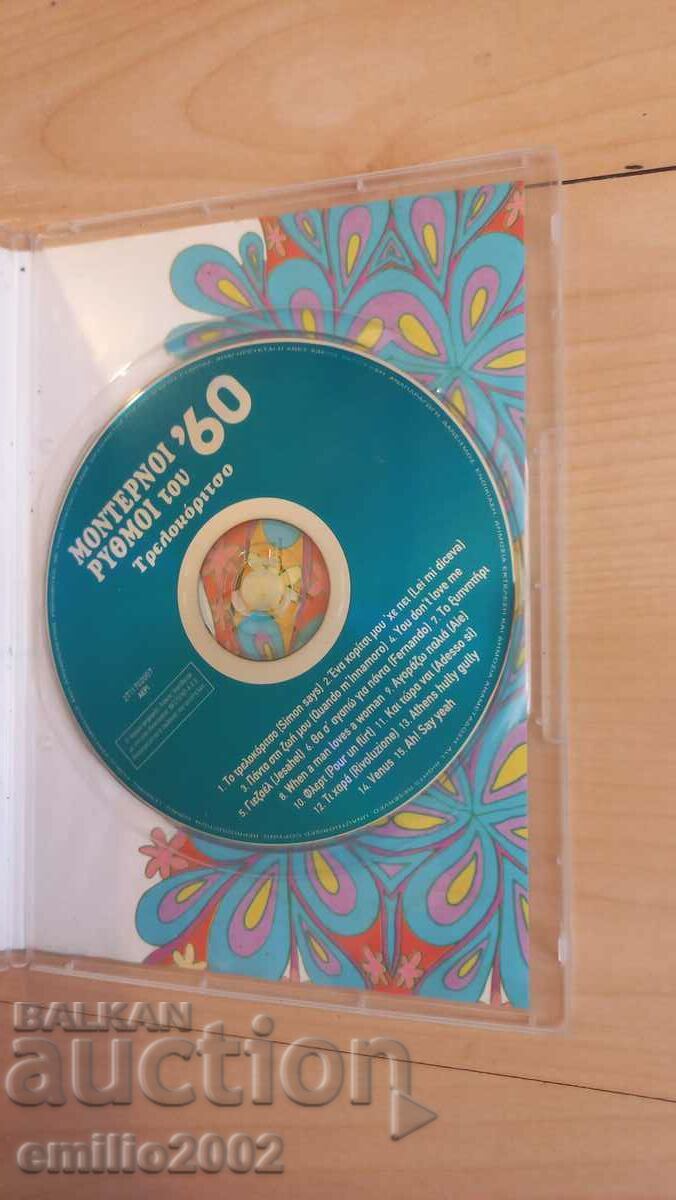 ΜΟΝΤΕΡΝΟΙ
ΡΥΘΜΟΙ του '60
Τρελοκόριτσο
1. Το τρελοκόριτσο (Simon says) 2. Ένα κορίτσι μου 'χε πει (Lei mi diceva)
3. Πάντα στη ζωή μου (Quando m'innamoro) 4. You don't love me
5. Γιεζαέλ (Jesahel) 6. Θα σ' αγαπώ για πάντα (Fernando) 7. Το ξυπνητήρι
8. When a man loves a woman 9. Αγοράζω παλιά (Aie)
10. Φλερτ (Pour un flirt) 11. Και τώρα ναι (Adesso si)
12. Τι χαρά (Rivoluzione) 13. Athens hully gully
14. Venus 15. Ah! Say yeah
ΑΕΡΙ
BALKAN
auction
emilio2002